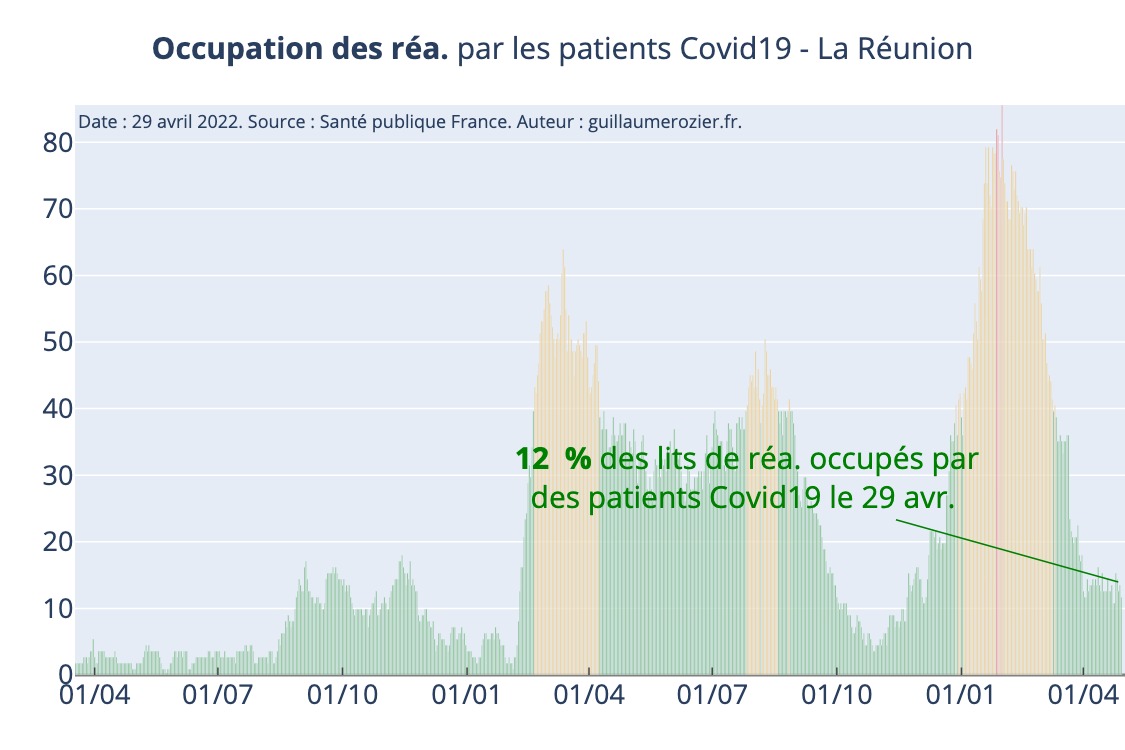 Occupation des réa. par les patients Covid19 - La Réunion
Date : 29 avril 2022. Source : Santé publique France. Auteur : guillaumerozier.fr.
80
70
60
50
40
30
20
10
0
12 % des lits de réa. occupés par
des patients Covid19 le 29 avr.
01/04 01/07 01/10 01/01 01/04 01/07 01/10 01/01 01/04